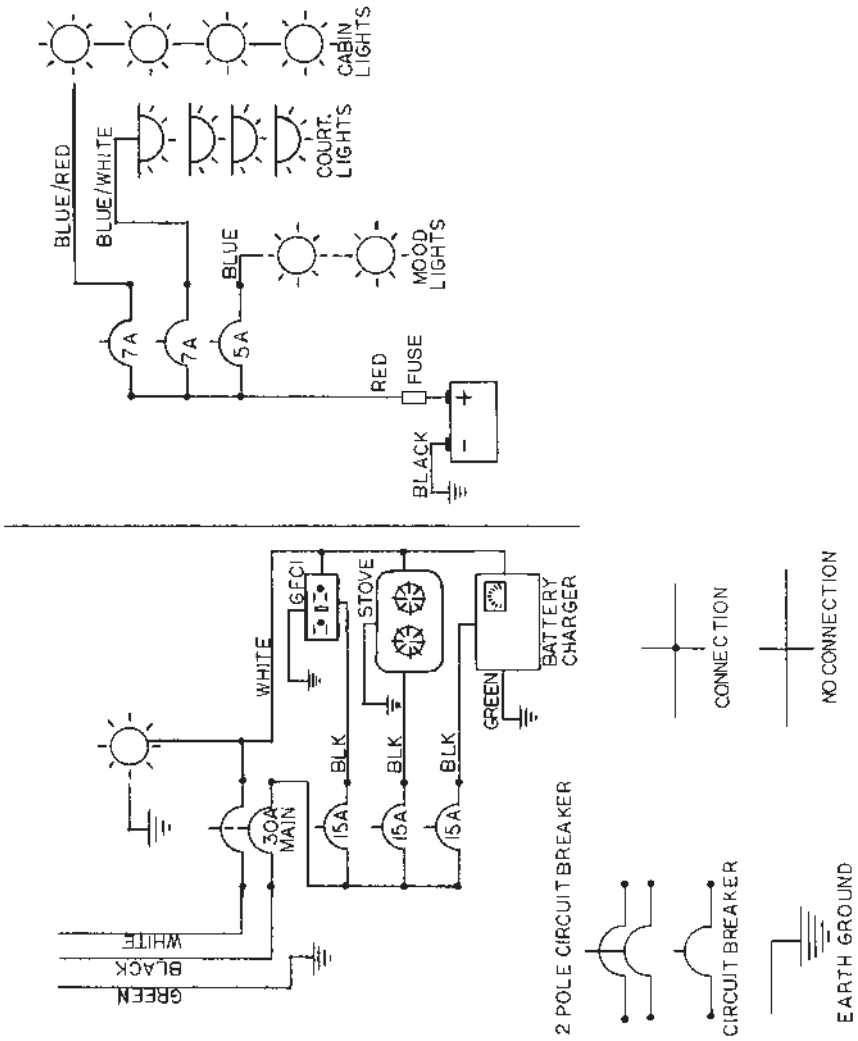 CABIN
LIGHTS
COURT.
LIGHTS
BLUE/RED
BLUE/WHITE
BLUE
MOOD
LIGHTS
7A
7A
5A
RED
FUSE
BLACK
+
-
WHITE
GFCI
STOVE
BATTERY
CHARGER
GREEN
BLK
BLK
BLK
30A
MAIN
15A
15A
15A
WHITE
BLACK
GREEN
CONNECTION
NO CONNECTION
2 POLE CIRCUIT BREAKER
CIRCUIT BREAKER
EARTH GROUND